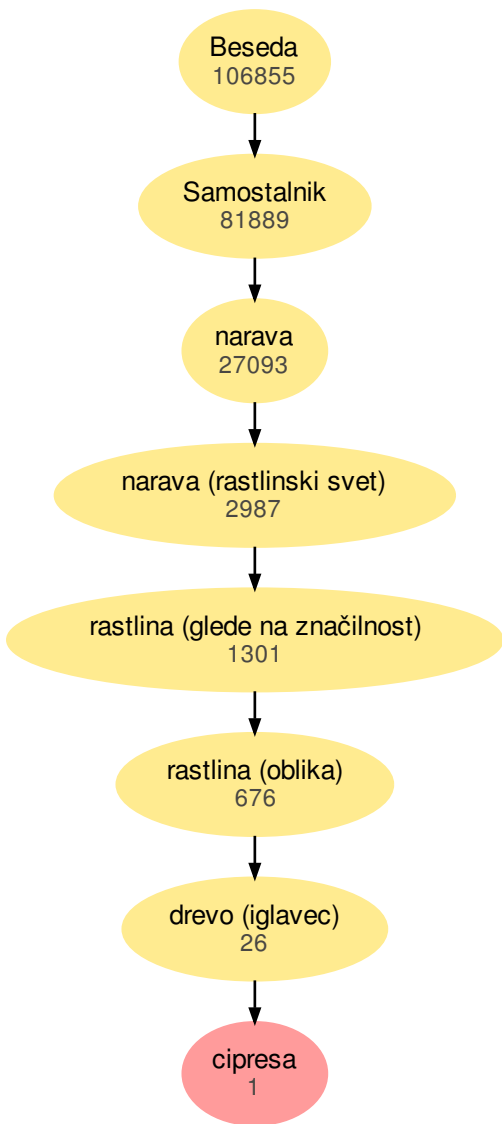 Beseda
106855
Samostalnik
81889
narava
27093
narava (rastlinski svet)
2987
rastlina (glede na značilnost)
1301
rastlina (oblika)
676
drevo (iglavec)
26
cipresa
1